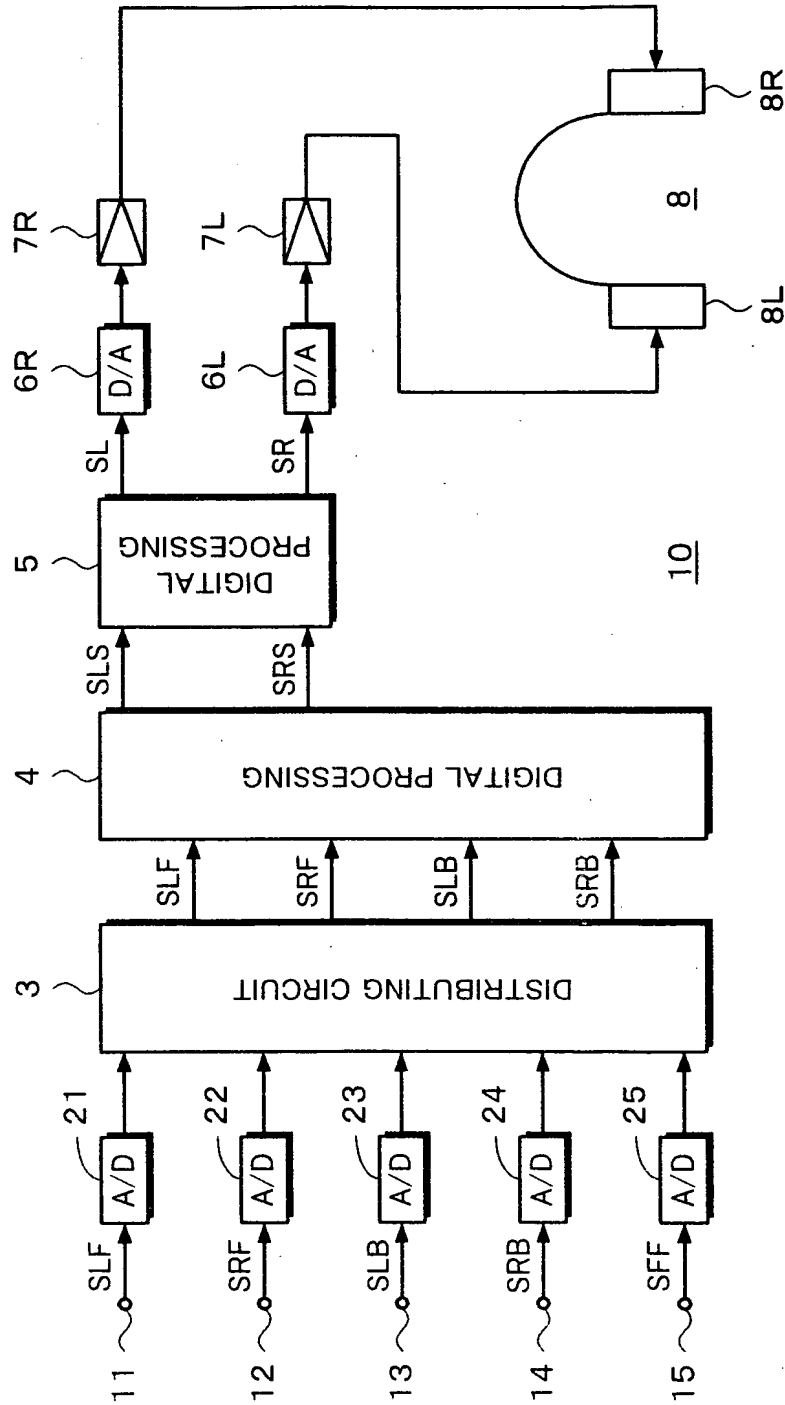 11
SLF
21
A/D
12
SRF
22
A/D
13
SLB
23
A/D
14
SRB
24
A/D
15
SFF
25
A/D
3
DISTRIBUTING CIRCUIT
SLF
SRF
SLB
SRB
4
DIGITAL PROCESSING
SLS
SRS
5
DIGITAL
PROCESSING
SL
SR
6R
D/A
6L
D/A
7R
7L
8L
8
8R
10